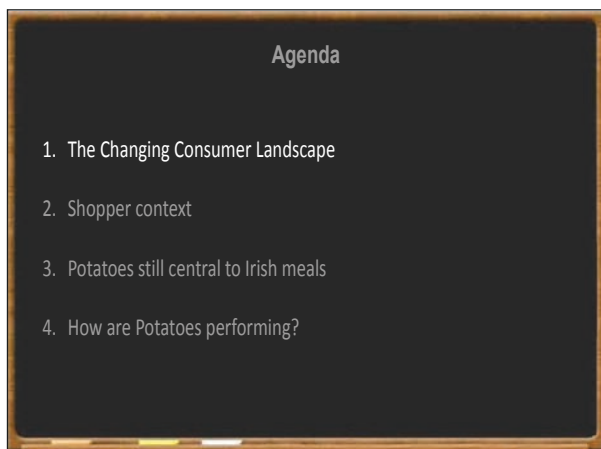 Agenda
1. The Changing Consumer Landscape
2. Shopper context
3. Potatoes still central to Irish meals
4. How are Potatoes performing?